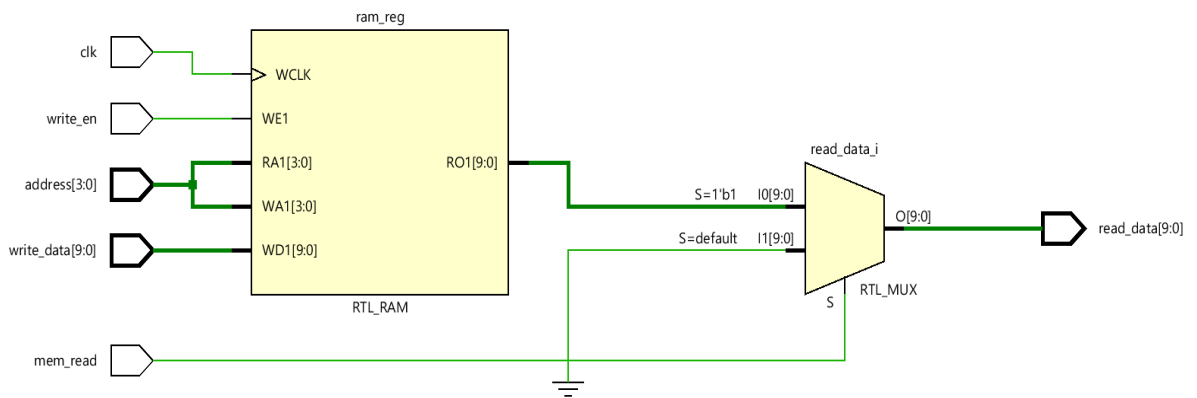 ram_reg
clk
WCLK
write_en
WE1
RA1[3:0]
RO1[9:0]
address[3:0]
WA1[3:0]
write_data[9:0]
WD1[9:0]
RTL_RAM
mem_read
read_data_i
S=1'b1
I0[9:0]
S=default
I1[9:0]
O[9:0]
read_data[9:0]
S
RTL_MUX